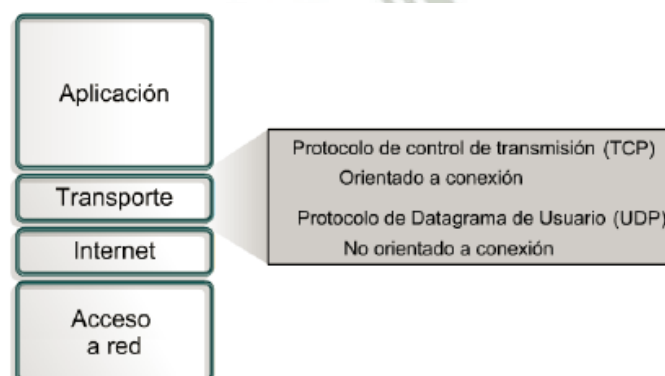 Aplicación
Transporte
Internet
Acceso
a red
Protocolo de control de transmisión (TCP)
Orientado a conexión
Protocolo de Datagrama de Usuario (UDP)
No orientado a conexión